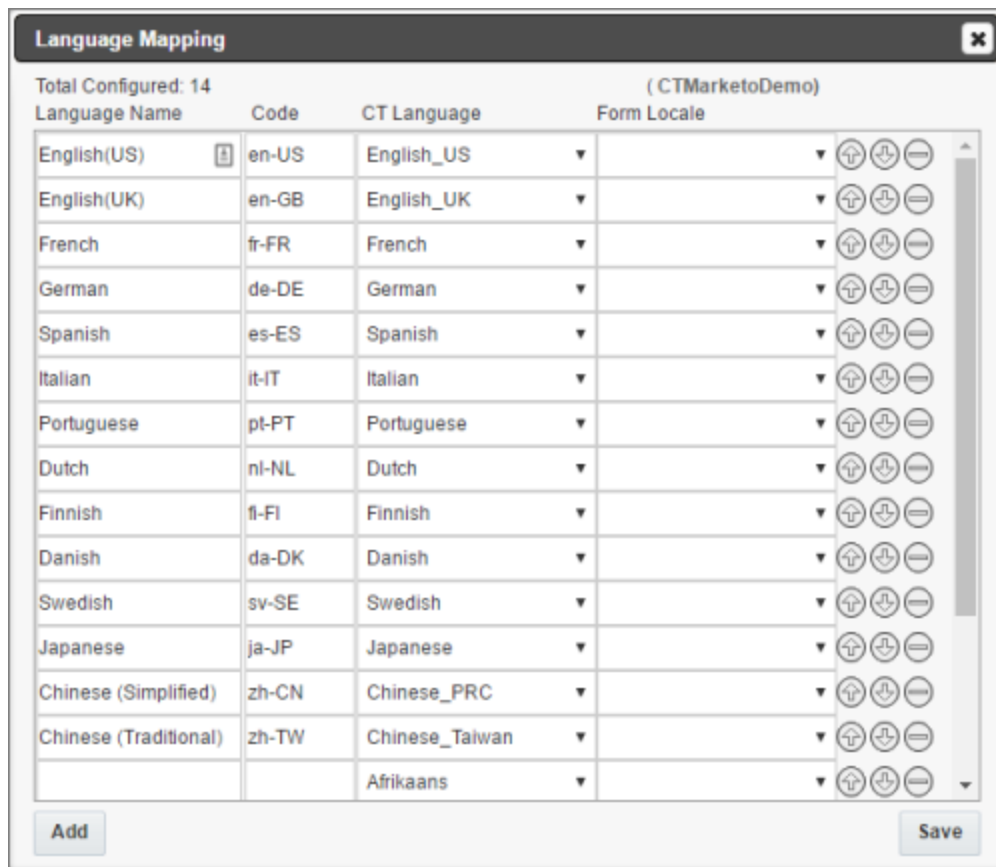 Language Mapping
Total Configured: 14 ( CTMarketoDemo)
Language Name Code CT Language Form Locale
English(US) en-US English_US
English(UK) en-GB English_UK
French fr-FR French
German de-DE German
Spanish es-ES Spanish
Italian it-IT Italian
Portuguese pt-PT Portuguese
Dutch nl-NL Dutch
Finnish fi-FI Finnish
Danish da-DK Danish
Swedish sv-SE Swedish
Japanese ja-JP Japanese
Chinese (Simplified) zh-CN Chinese_PRC
Chinese (Traditional) zh-TW Chinese_Taiwan
Afrikaans
Add Save